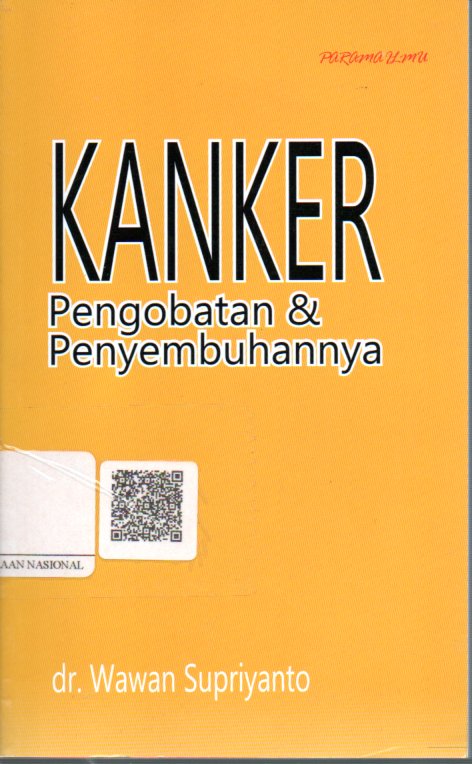 PARAMA ILMU
KANKER
Pengobatan &
Penyembuhannya
AAN NASIONAL
dr. Wawan Supriyanto